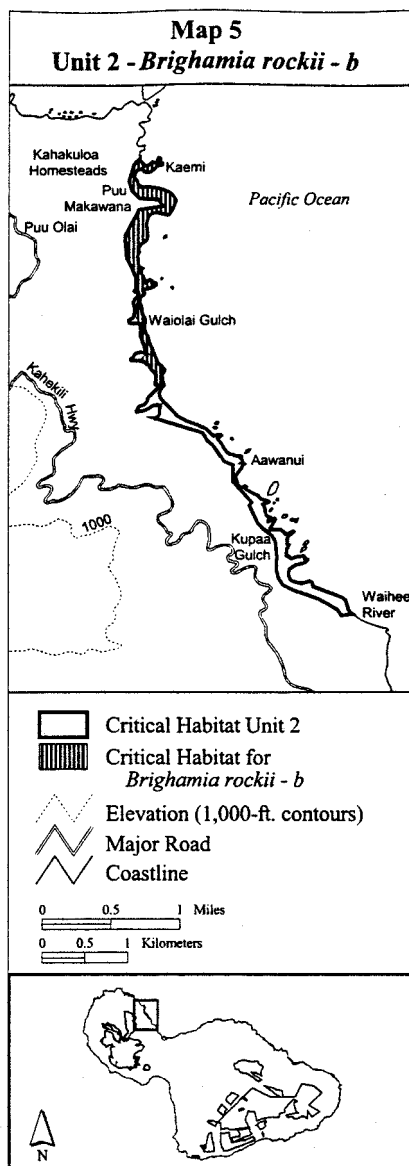 Map 5
Unit 2 - Brighamia rockii - b
Kahakuloa
Homesteads
Kaemi
Puu
Makawana
Pacific Ocean
Puu Olai
Waiolai Gulch
Kahekili
Hwy
Aawanui
1000
Kupaa
Gulch
Waihee
River
Critical Habitat Unit 2
Critical Habitat for
Brighamia rockii - b
Elevation (1,000-ft. contours)
Major Road
Coastline
0 0.5 1 Miles
0 0.5 1 Kilometers
N